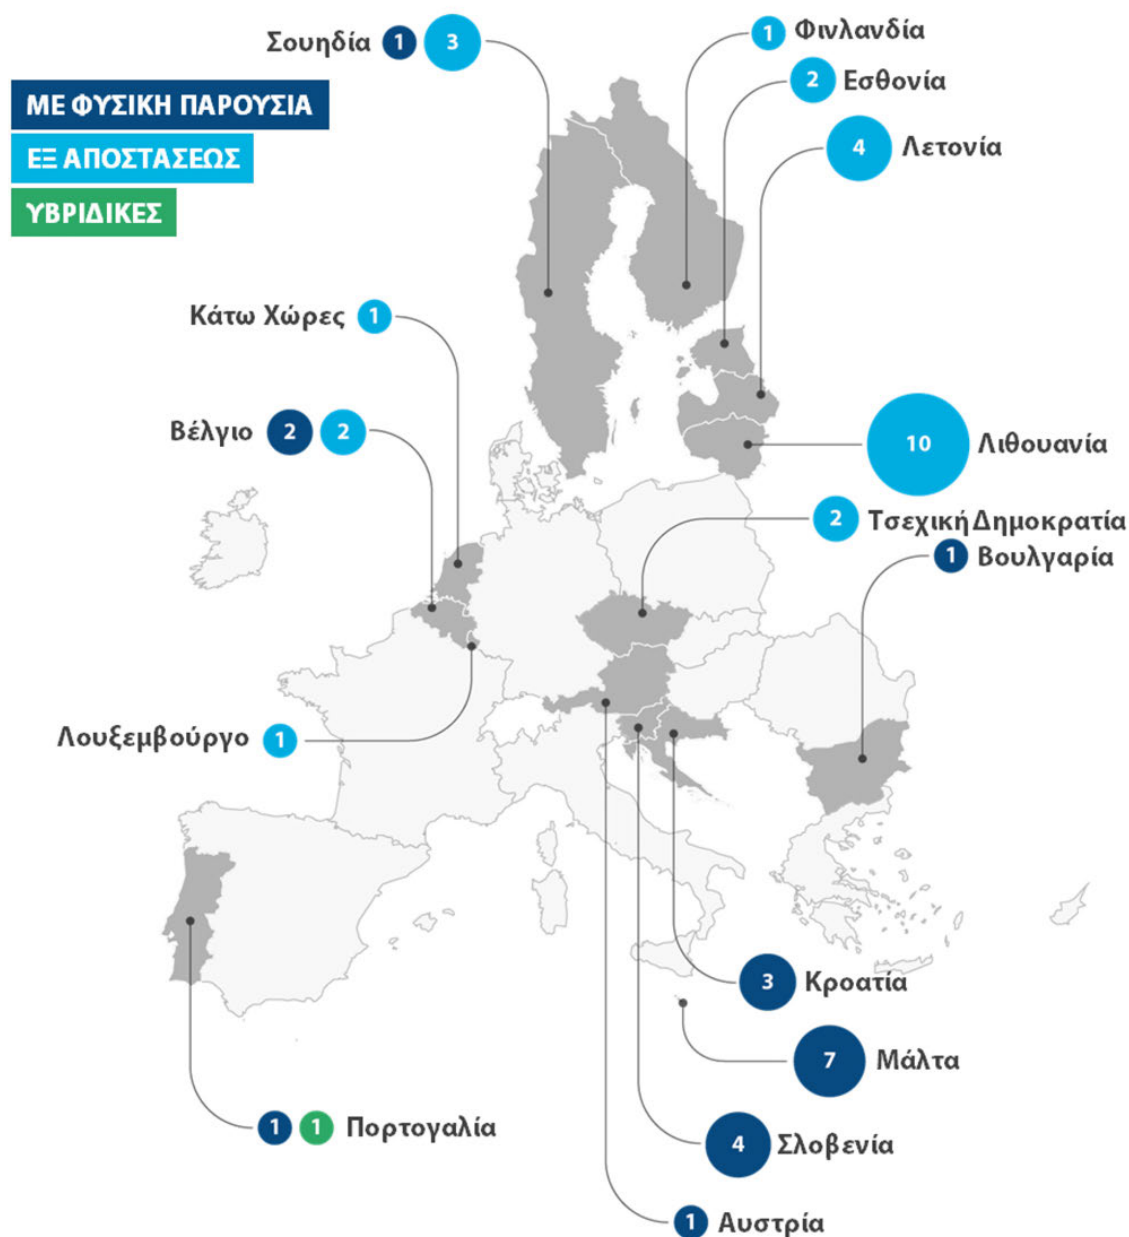 Σουηδία 1 3
1 Φινλανδία
2 Εσθονία
ΜΕ ΦΥΣΙΚΗ ΠΑΡΟΥΣΙΑ
ΕΞ ΑΠΟΣΤΑΣΕΩΣ
ΥΒΡΙΔΙΚΕΣ
4 Λετονία
Κάτω Χώρες 1
Βέλγιο 2 2
10 Λιθουανία
2 Τσεχική Δημοκρατία
1 Βουλγαρία
Λουξεμβούργο 1
3 Κροατία
7 Μάλτα
1 1 Πορτογαλία
4 Σλοβενία
1 Αυστρία